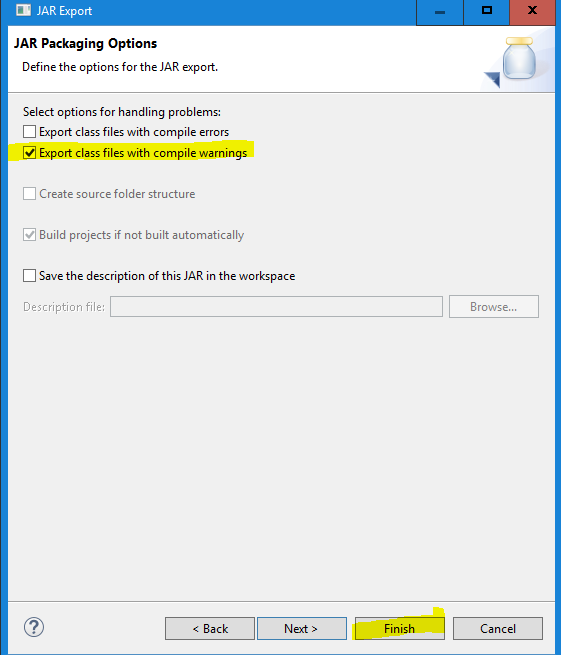 JAR Export
JAR Packaging Options
Define the options for the JAR export.
Select options for handling problems:
Export class files with compile errors
Export class files with compile warnings
Create source folder structure
Build projects if not built automatically
Save the description of this JAR in the workspace
Description file: Browse...
? < Back Next > Finish Cancel